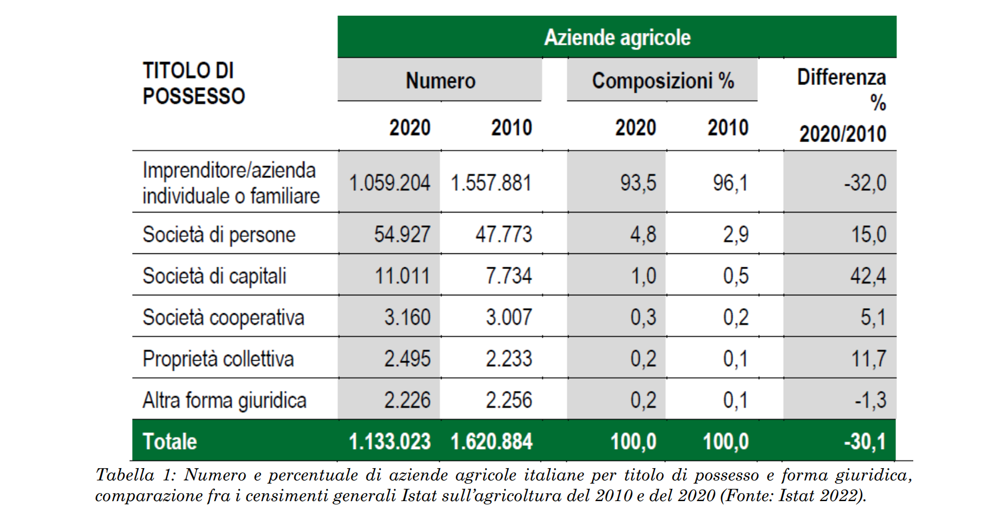 Aziende agricole
TITOLO DI
POSSESSO
Numero Composizioni % Differenza
%
2020 2010 2020 2010 2020/2010
Imprenditore/azienda
individuale o familiare 1.059.204 1.557.881 93,5 96,1 -32,0
Società di persone 54.927 47.773 4,8 2,9 15,0
Società di capitali 11.011 7.734 1,0 0,5 42,4
Società cooperativa 3.160 3.007 0,3 0,2 5,1
Proprietà collettiva 2.495 2.233 0,2 0,1 11,7
Altra forma giuridica 2.226 2.256 0,2 0,1 -1,3
Totale 1.133.023 1.620.884 100,0 100,0 -30,1
Tabella 1: Numero e percentuale di aziende agricole italiane per titolo di possesso e forma giuridica,
comparazione fra i censimenti generali Istat sull’agricoltura del 2010 e del 2020 (Fonte: Istat 2022).